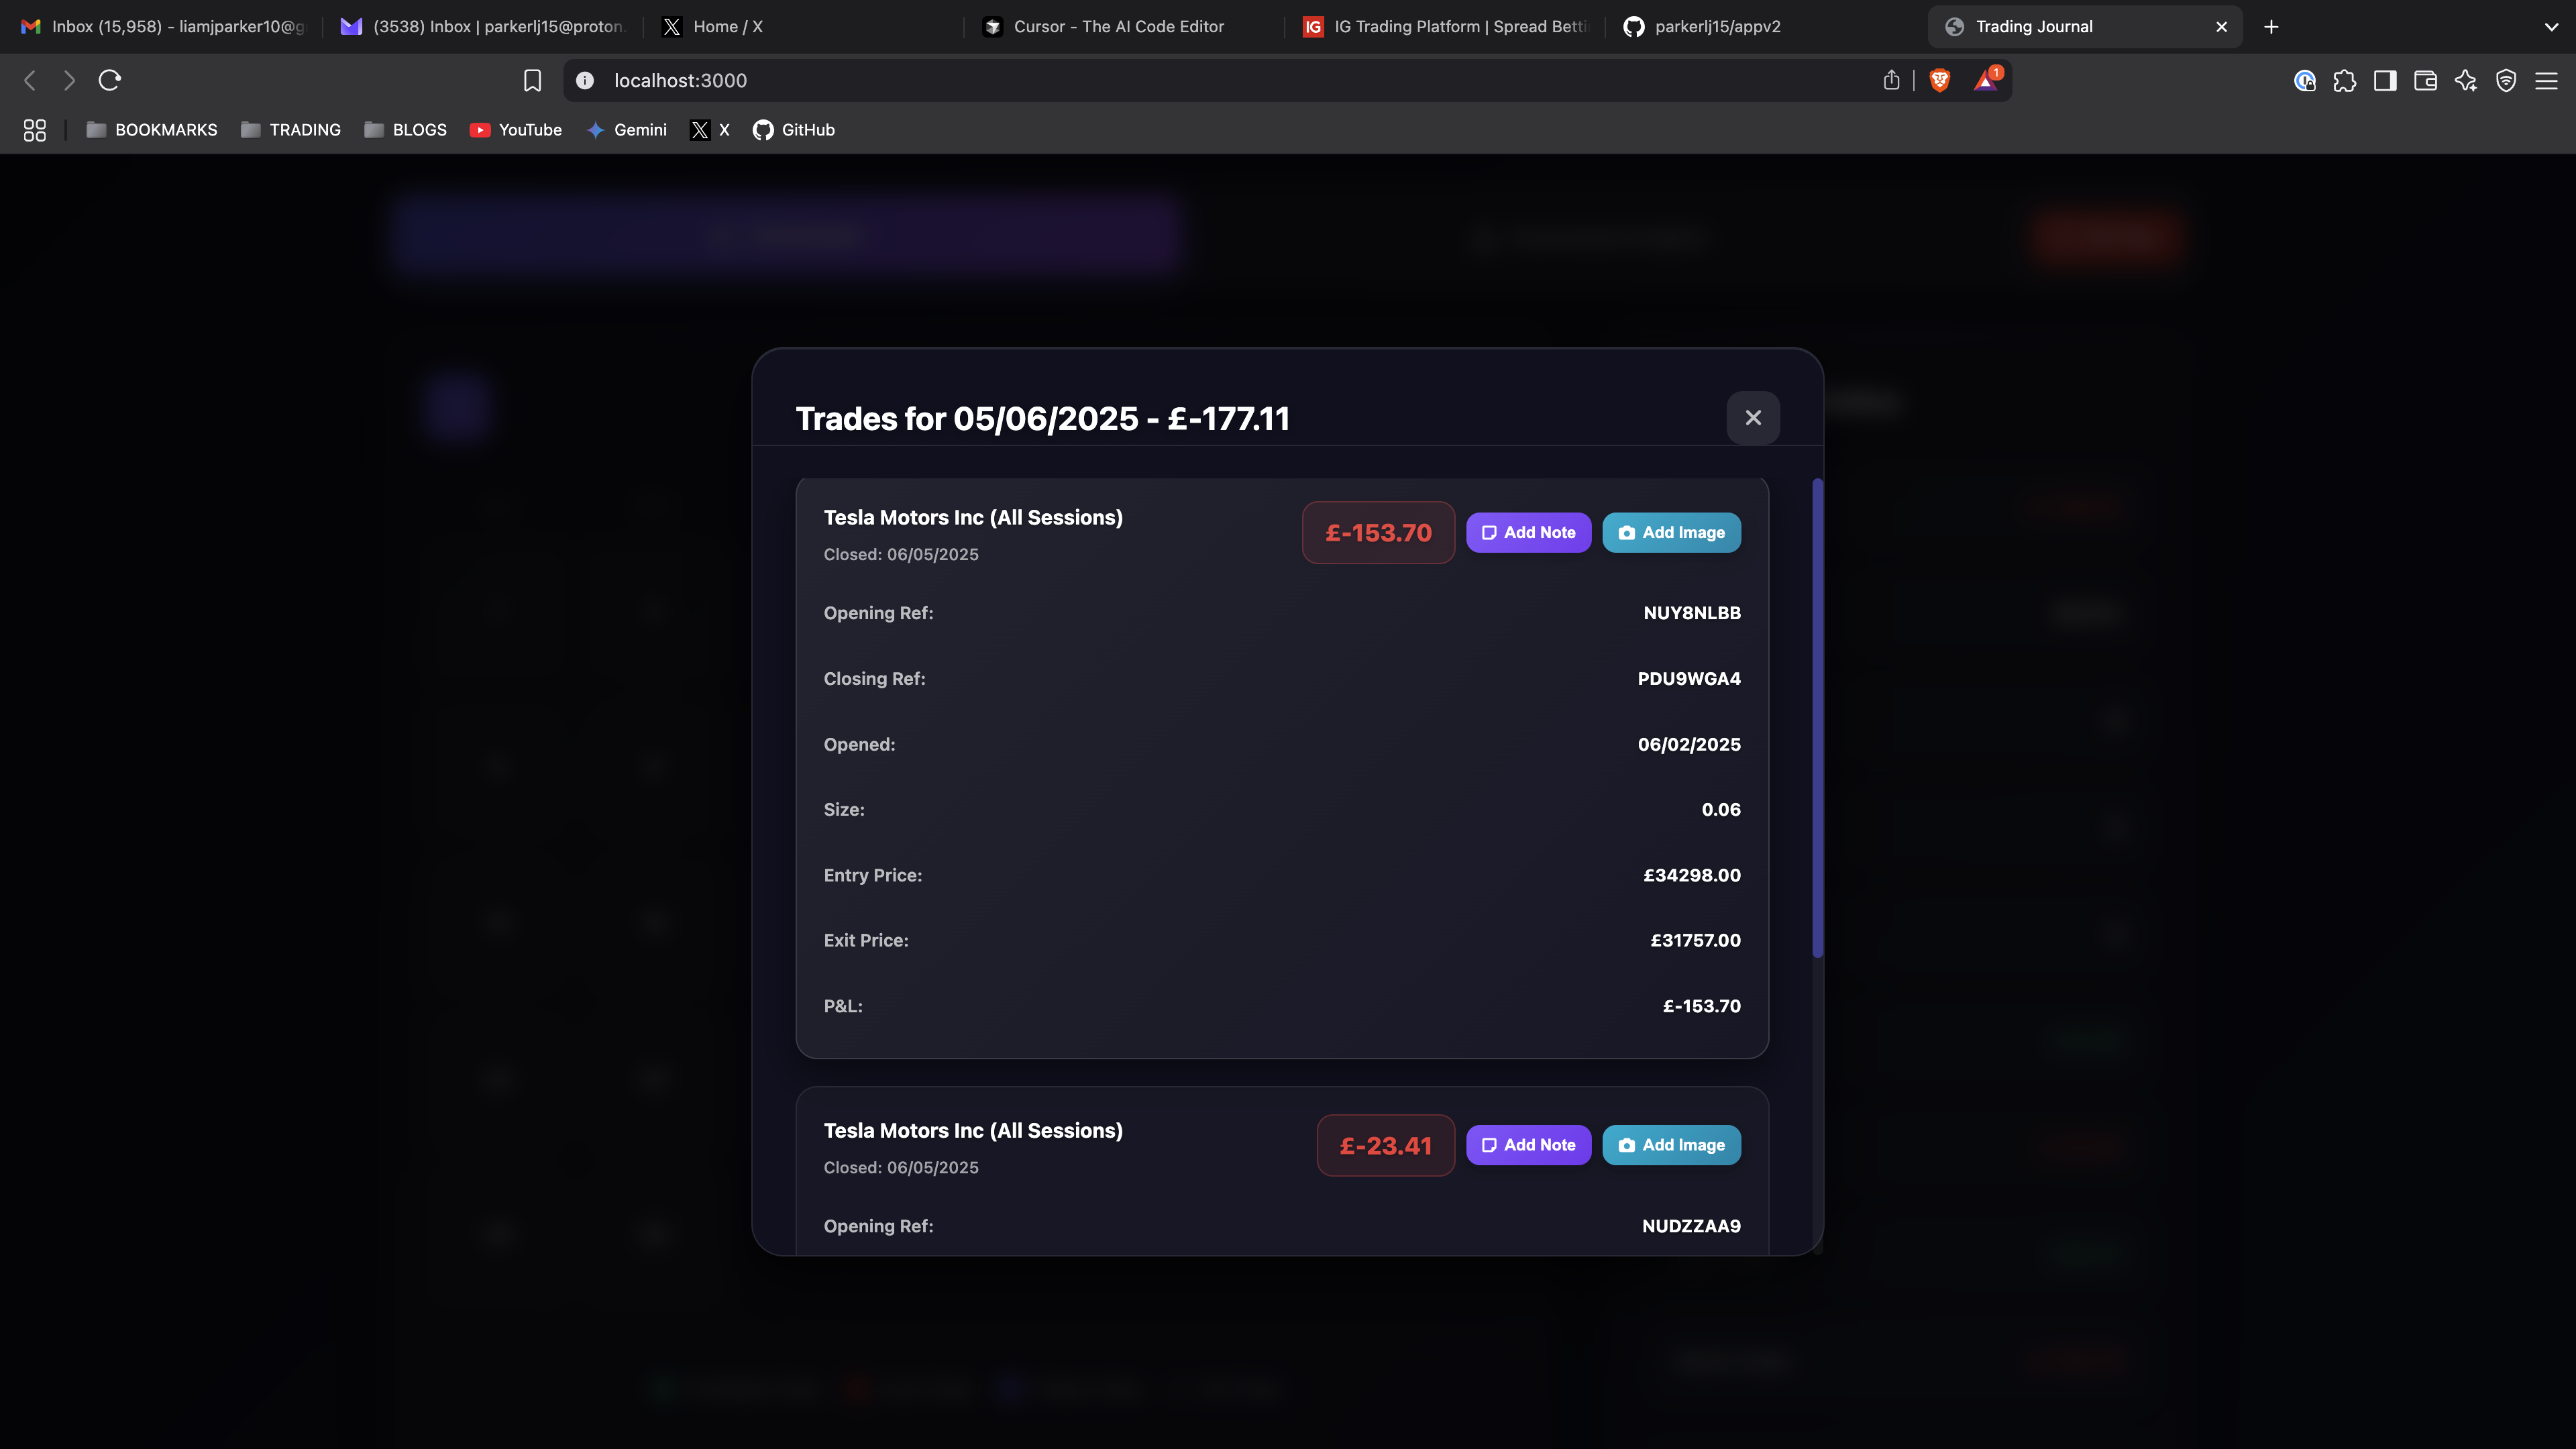 Inbox (15,958) - liamjparker10@g
(3538) Inbox | parkerlj15@proton.
Home / X
Cursor - The AI Code Editor
IG Trading Platform | Spread Betti
parkerlj15/appv2
Trading Journal
localhost:3000
1
BOOKMARKS
TRADING
BLOGS
YouTube
Gemini
X
GitHub
Trades for 05/06/2025 - £-177.11
Tesla Motors Inc (All Sessions)
£-153.70
Add Note
Add Image
Closed: 06/05/2025
Opening Ref: NUY8NLBB
Closing Ref: PDU9WGA4
Opened: 06/02/2025
Size: 0.06
Entry Price: £34298.00
Exit Price: £31757.00
P&L: £-153.70
Tesla Motors Inc (All Sessions)
£-23.41
Add Note
Add Image
Closed: 06/05/2025
Opening Ref: NUDZZAA9